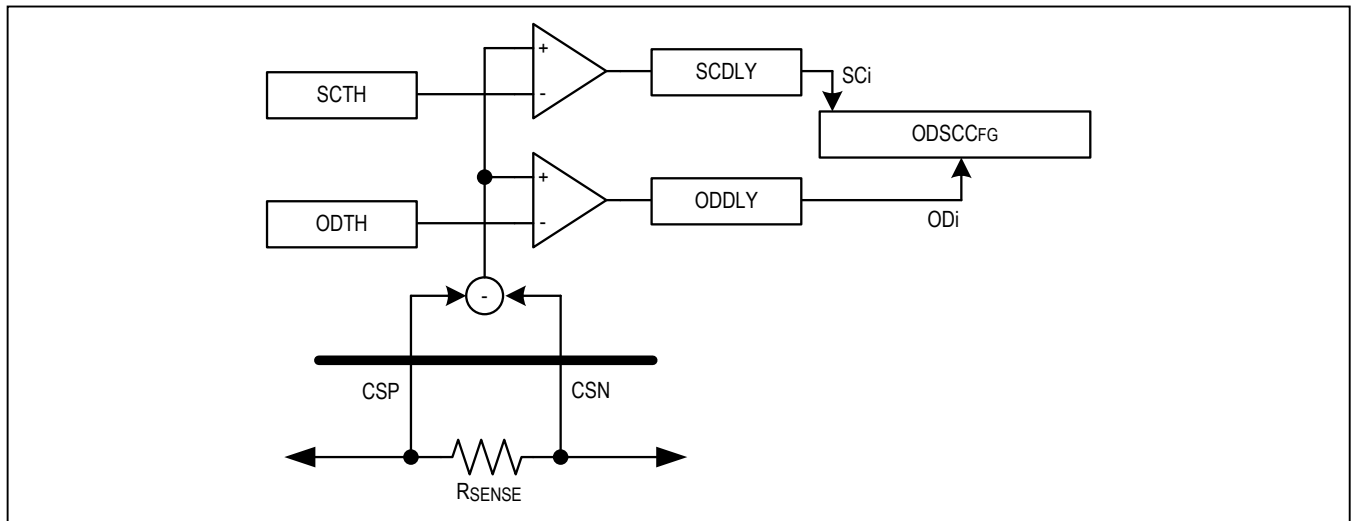 +
SCTH
-
SCDLY
SCi
ODSCCFG
+
ODTH
-
ODDLY
ODi
-
CSP
CSN
RSENSE